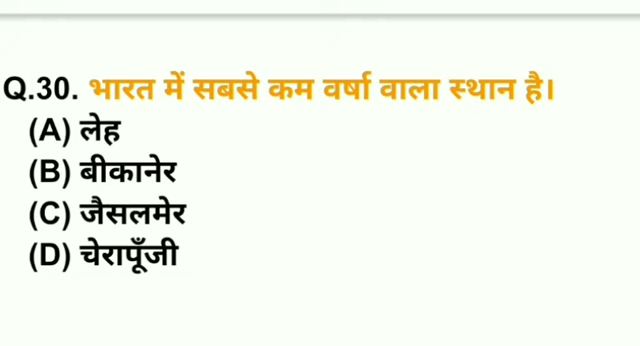 Q.30. भारत में सबसे कम वर्षा वाला स्थान है।
(A) लेह
(B) बीकानेर
(C) जैसलमेर
(D) चेरापूँजी